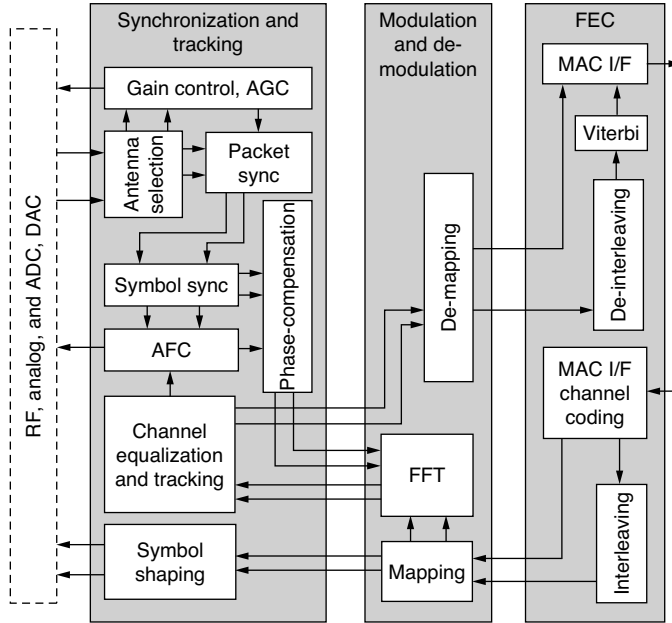 Synchronization and
tracking
Modulation
and de-
modulation
FEC
RF, analog, and ADC, DAC
Gain control, AGC
Antenna
selection
Packet
sync
Symbol sync
Phase-compensation
AFC
Channel
equalization
and tracking
Symbol
shaping
De-mapping
FFT
Mapping
MAC I/F
Viterbi
De-interleaving
MAC I/F
channel
coding
Interleaving